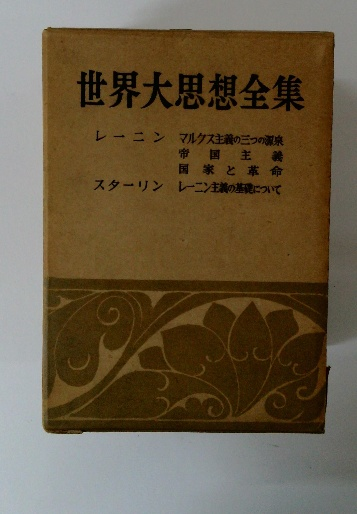 世界大思想全集
レーニン マルクス主義の三つの源泉
帝国主義
国家と革命
スターリン レーニン主義の基礎について